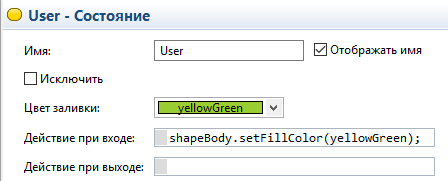 User - Состояние
Имя: User Отображать имя
Исключить
Цвет заливки: yellowGreen
Действие при входе: shapeBody.setFillColor(yellowGreen);
Действие при выходе: